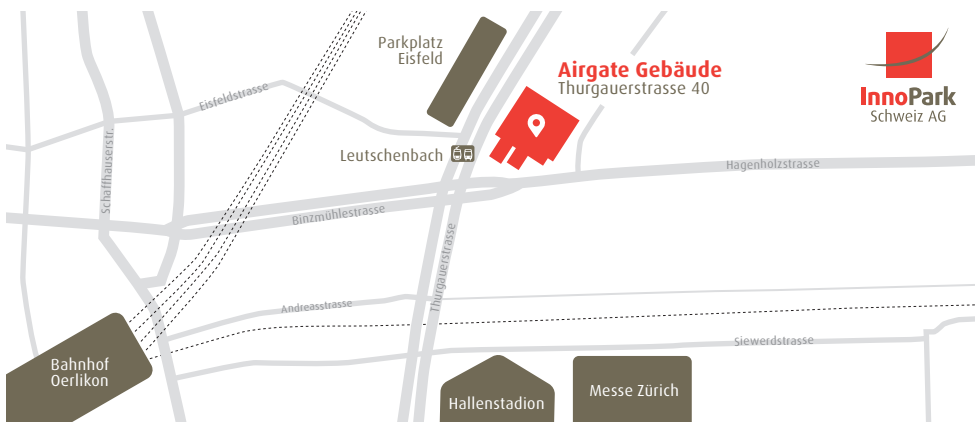 Parkplatz
Eisfeld
Airgate Gebäude
Thurgauerstrasse 40
InnoPark
Schweiz AG
Eisfeldstrasse
Schaffhauserstr.
Leutschenbach
Hagenholzstrasse
Binzmühlestrasse
Thurgauerstrasse
Andreasstrasse
Siewerdstrasse
Bahnhof
Oerlikon
Hallenstadion
Messe Zürich